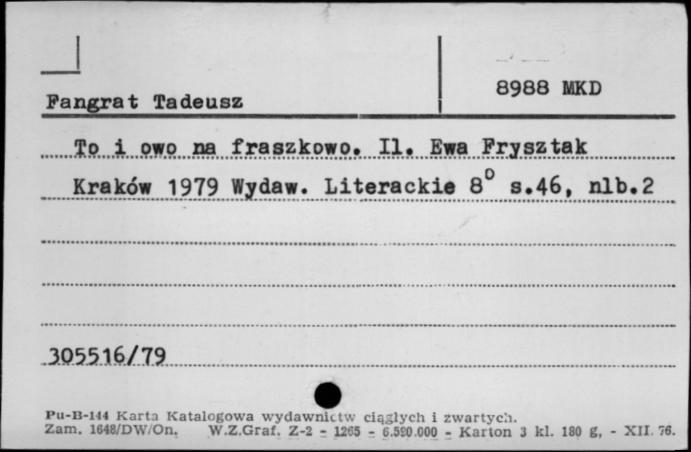 8988 MKD
Fangrat Tadeusz
To i owo na fraszkowo. Il. Ewa Frysztak
Kraków 1979 Wydaw. Literackie 8° s.46, nlb.2
305516/79
Pu-B-144 Karta Katalogowa wydawnictw ciągłych i zwartych.
Zam. 1648/DW/On. W.Z.Graf. Z-2 - 1265 - 6.590.000 - Karton 3 kl. 180 g, - XII. 76.